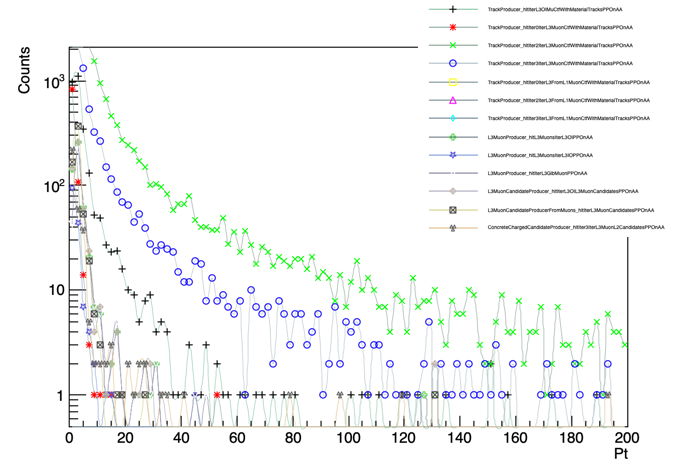 TrackProducer_hltIterL3OIMuCtfWithMaterialTracksPPOnAA
TrackProducer_hltIter0IterL3MuonCtfWithMaterialTracksPPOnAA
TrackProducer_hltIter2IterL3MuonCtfWithMaterialTracksPPOnAA
TrackProducer_hltIter3IterL3MuonCtfWithMaterialTracksPPOnAA
TrackProducer_hltIter0IterL3FromL1MuonCtfWithMaterialTracksPPOnAA
TrackProducer_hltIter2IterL3FromL1MuonCtfWithMaterialTracksPPOnAA
TrackProducer_hltIter3IterL3FromL1MuonCtfWithMaterialTracksPPOnAA
L3MuonProducer_hltL3MuonsIterL3OIPPOnAA
L3MuonProducer_hltL3MuonsIterL3IOPPOnAA
L3MuonProducer_hltIterL3GlbMuonPPOnAA
L3MuonCandidateProducer_hltIterL3OIL3MuonCandidatesPPOnAA
L3MuonCandidateProducerFromMuons_hltIterL3MuonCandidatesPPOnAA
Counts
10³
10²
10
1
0 20 40 60 80 100 120 140 160 180 200
Pt